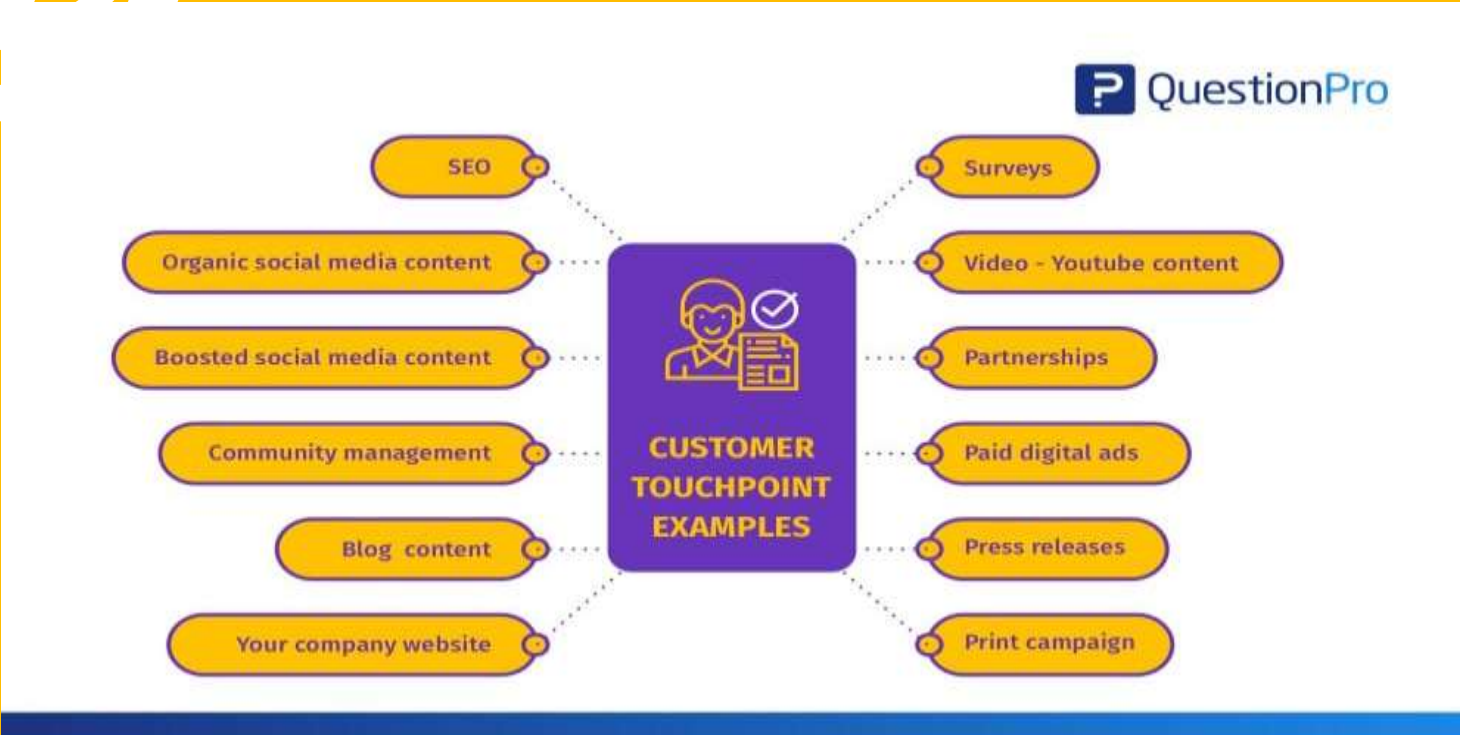 QuestionPro
SEO
Organic social media content
Boosted social media content
Community management
Blog content
Your company website
CUSTOMER
TOUCHPOINT
EXAMPLES
Surveys
Video - Youtube content
Partnerships
Paid digital ads
Press releases
Print campaign